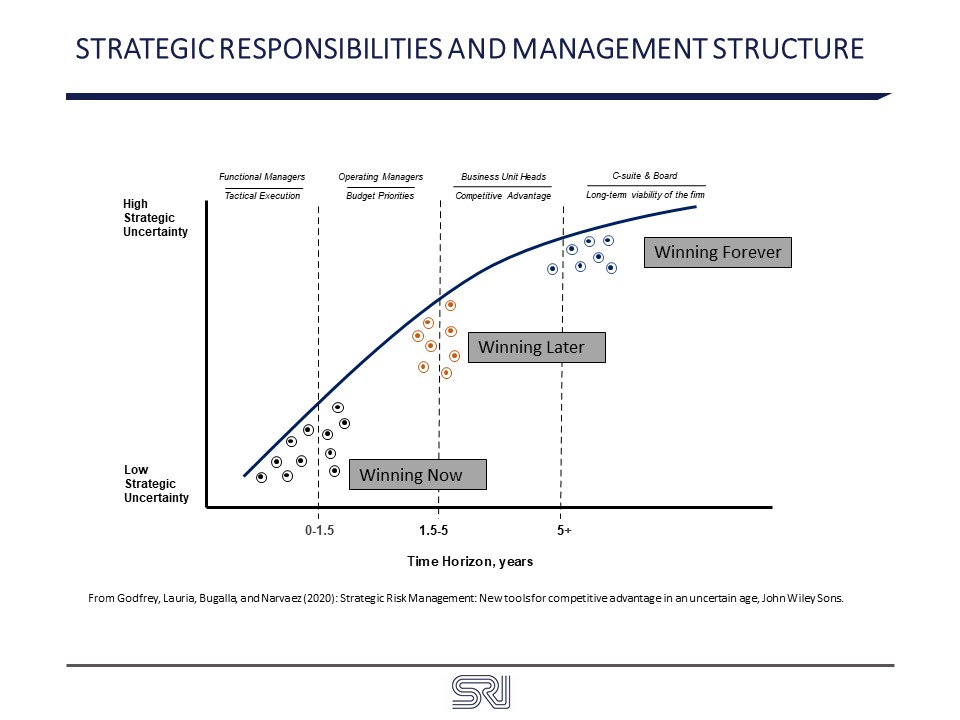 STRATEGIC RESPONSIBILITIES AND MANAGEMENT STRUCTURE
Functional Managers
Tactical Execution
Operating Managers
Budget Priorities
Business Unit Heads
Competitive Advantage
C-suite & Board
Long-term viability of the firm
High
Strategic
Uncertainty
Winning Forever
Winning Later
Low
Strategic
Uncertainty
Winning Now
0-1.5
1.5-5
5+
Time Horizon, years
From Godfrey, Lauria, Bugalla, and Narvaez (2020): Strategic Risk Management: New tools for competitive advantage in an uncertain age, John Wiley Sons.
SRI